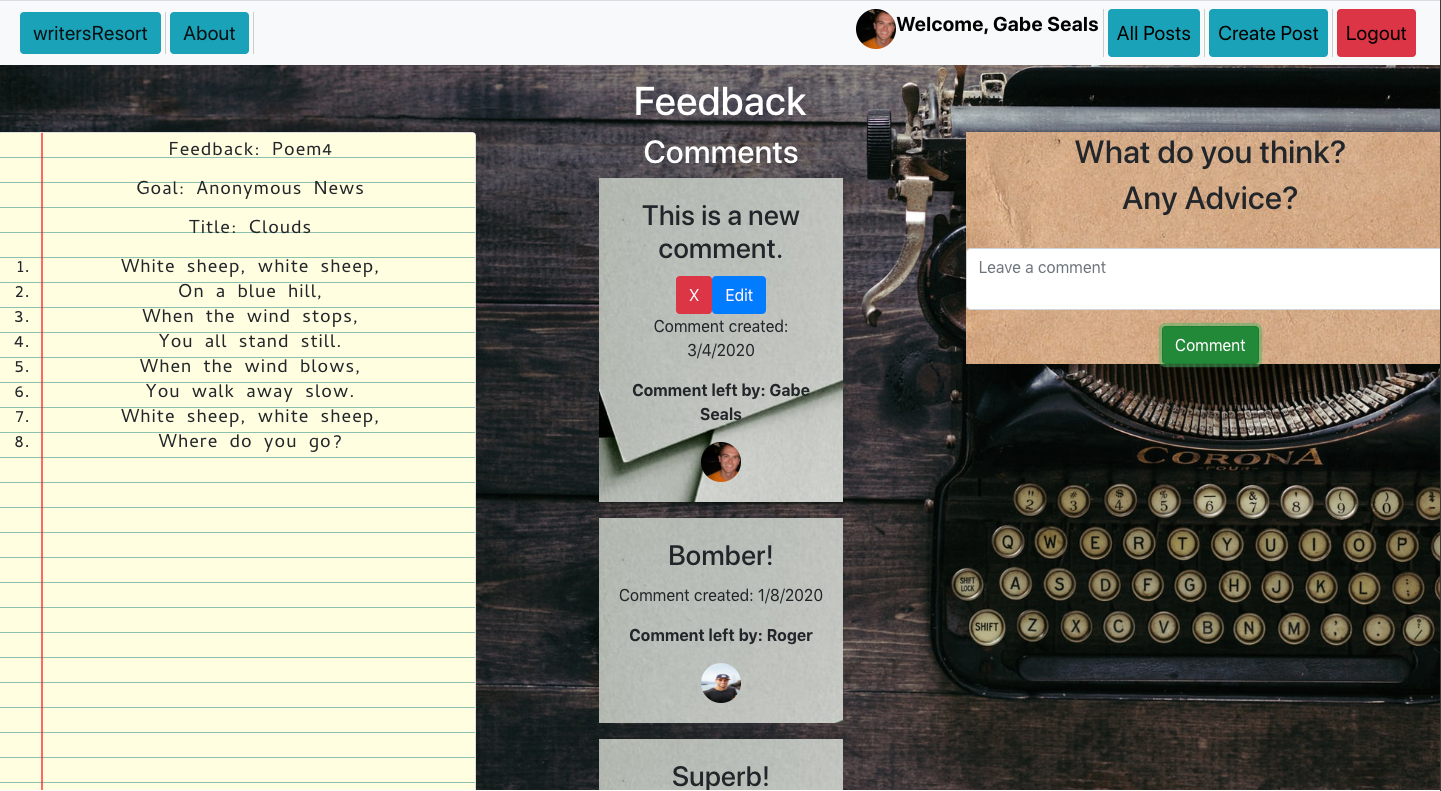 writersResort
About
Welcome, Gabe Seals
All Posts
Create Post
Logout
Feedback
Feedback: Poem4
Goal: Anonymous News
Title: Clouds
1. White sheep, white sheep,
2. On a blue hill,
3. When the wind stops,
4. You all stand still.
5. When the wind blows,
6. You walk away slow.
7. White sheep, white sheep,
8. Where do you go?
Comments
This is a new
comment.
X
Edit
Comment created:
3/4/2020
Comment left by: Gabe
Seals
Bomber!
Comment created: 1/8/2020
Comment left by: Roger
Superb!
What do you think?
Any Advice?
Leave a comment
Comment
CORONA
FOUR
" 2 # 3 $ 4 % 5 — 6 & 7 ' 8 ( 9 ) 0
Q W E R T Y U I O P
SHIFT LOCK A S D F G H J K L
SHIFT Z X C V B N M